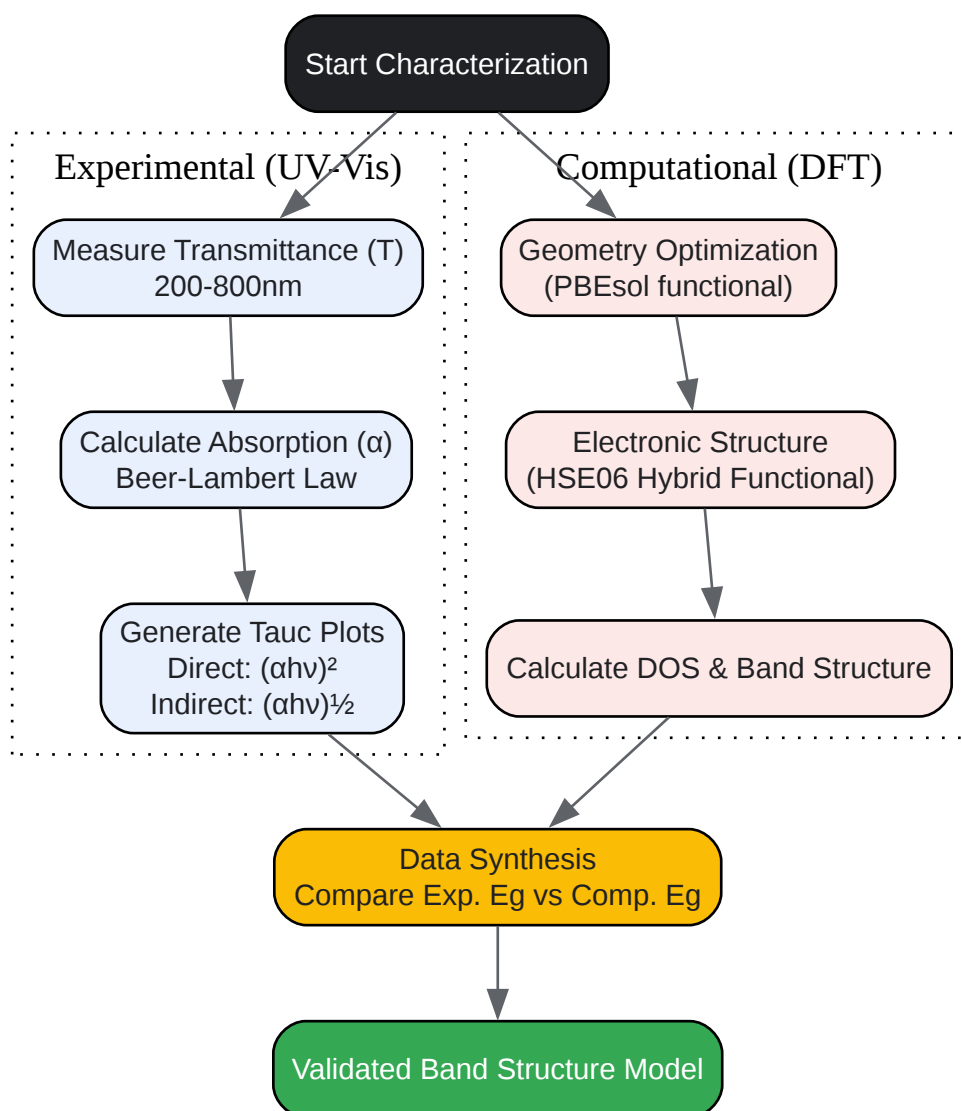 Start Characterization
Experimental (UV-Vis)
Measure Transmittance (T)
200-800nm
Calculate Absorption (α)
Beer-Lambert Law
Generate Tauc Plots
Direct: (αhν)²
Indirect: (αhν)½
Computational (DFT)
Geometry Optimization
(PBEsol functional)
Electronic Structure
(HSE06 Hybrid Functional)
Calculate DOS & Band Structure
Data Synthesis
Compare Exp. Eg vs Comp. Eg
Validated Band Structure Model